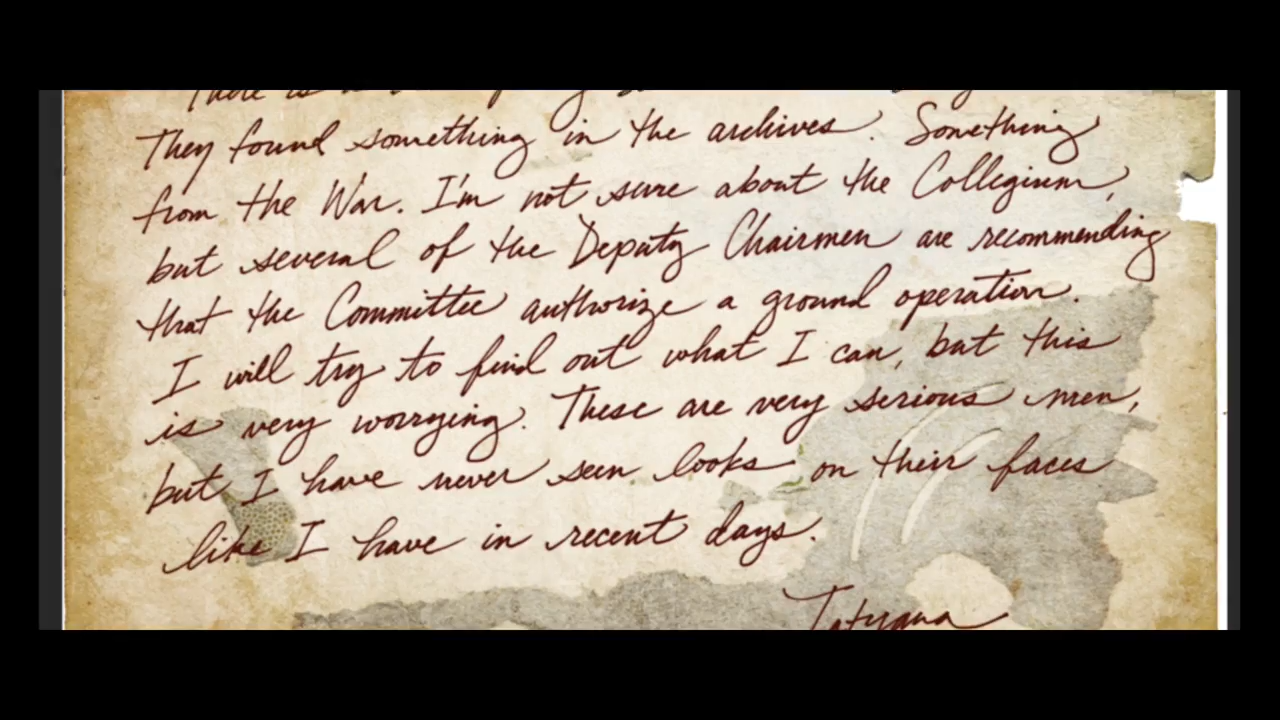 There is
They found something in the archives. Something
from the War. I'm not sure about the Collegium,
but several of the Deputy Chairmen are recommending
that the Committee authorize a ground operation.
I will try to find out what I can, but this
is very worrying. These are very serious men,
but I have never seen looks on their faces
like I have in recent days.
Tatyana